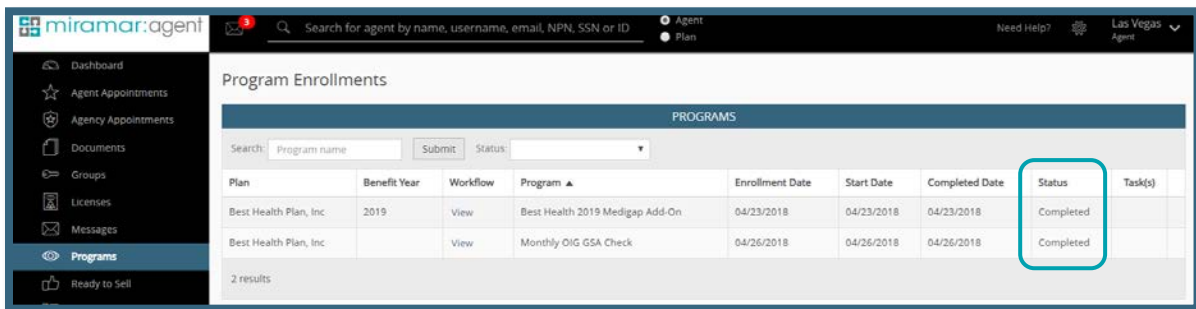 miramar:agent
3
Search for agent by name, username, email, NPN, SSN or ID
Agent
Plan
Need Help?
Las Vegas
Agent
Dashboard
Agent Appointments
Agency Appointments
Documents
Groups
Licenses
Messages
Programs
Ready to Sell
Program Enrollments
PROGRAMS
Search: Program name Submit Status:
Plan Benefit Year Workflow Program ▲ Enrollment Date Start Date Completed Date Status Task(s)
Best Health Plan, Inc 2019 View Best Health 2019 Medigap Add-On 04/23/2018 04/23/2018 04/23/2018 Completed
Best Health Plan, Inc View Monthly OIG GSA Check 04/26/2018 04/26/2018 04/26/2018 Completed
2 results